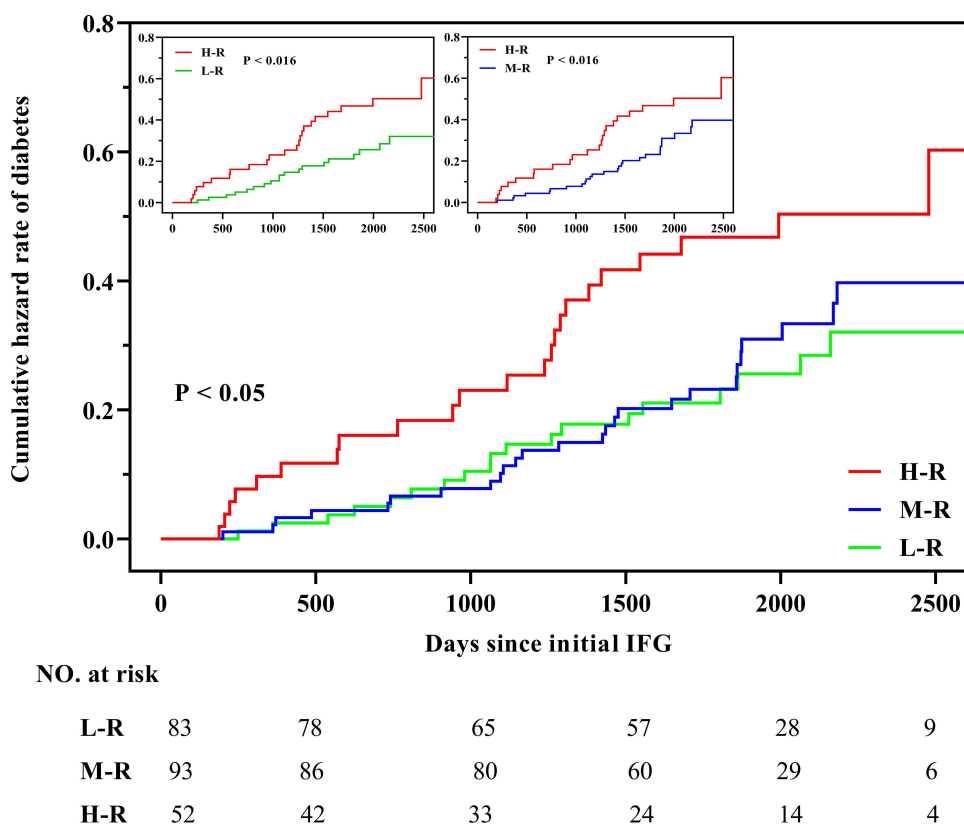 Cumulative hazard rate of diabetes
0.8
0.6
0.4
0.2
0.0
0.8
0.6
0.4
0.2
0.0
H-R
L-R
P < 0.016
0 500 1000 1500 2000 2500
0.8
0.6
0.4
0.2
0.0
H-R
M-R
P < 0.016
0 500 1000 1500 2000 2500
P < 0.05
H-R
M-R
L-R
0 500 1000 1500 2000 2500
Days since initial IFG
NO. at risk
L-R 83 78 65 57 28 9
M-R 93 86 80 60 29 6
H-R 52 42 33 24 14 4